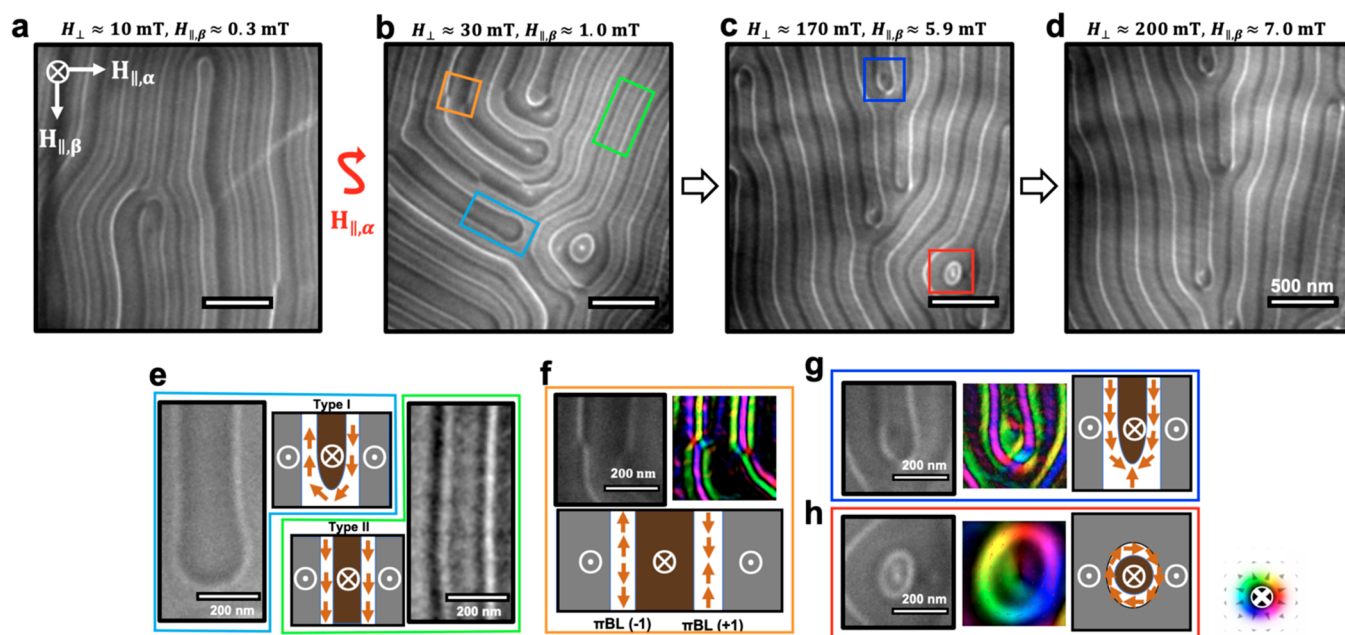 a
H⊥ ≈ 10 mT, H∥,β ≈ 0.3 mT
H∥,α
H∥,β
H∥,α
b
H⊥ ≈ 30 mT, H∥,β ≈ 1.0 mT
c
H⊥ ≈ 170 mT, H∥,β ≈ 5.9 mT
d
H⊥ ≈ 200 mT, H∥,β ≈ 7.0 mT
500 nm
e
200 nm
Type I
Type II
200 nm
f
200 nm
πBL (-1)
πBL (+1)
g
200 nm
h
200 nm